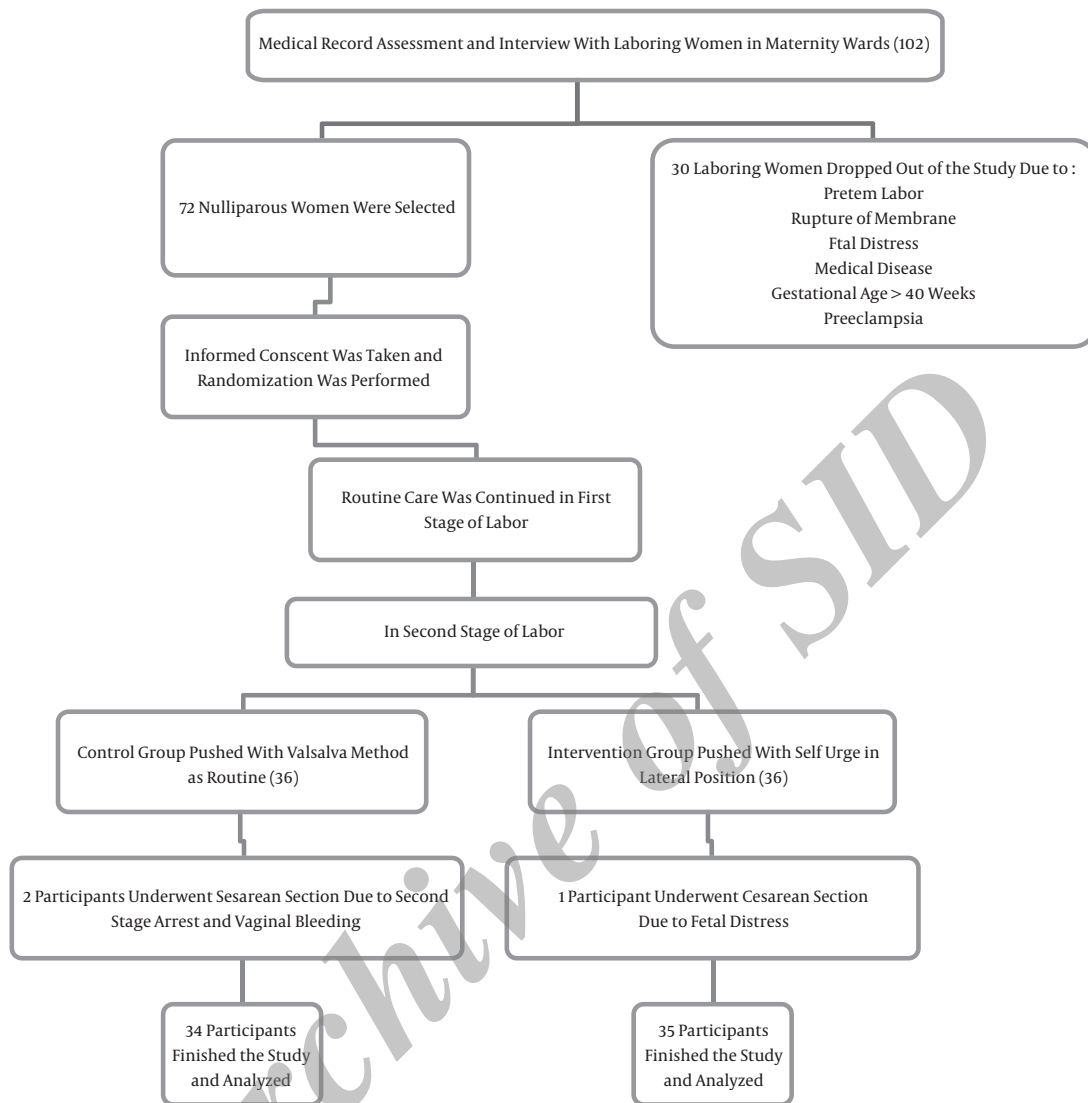 Medical Record Assessment and Interview With Laboring Women in Maternity Wards (102)
72 Nulliparous Women Were Selected
30 Laboring Women Dropped Out of the Study Due to :
Pretem Labor
Rupture of Membrane
Ftal Distress
Medical Disease
Gestational Age > 40 Weeks
Preeclampsia
Informed Conscent Was Taken and
Randomization Was Performed
Routine Care Was Continued in First
Stage of Labor
In Second Stage of Labor
Control Group Pushed With Valsalva Method
as Routine (36)
Intervention Group Pushed With Self Urge in
Lateral Position (36)
2 Participants Underwent Sesarean Section Due to Second
Stage Arrest and Vaginal Bleeding
1 Participant Underwent Cesarean Section
Due to Fetal Distress
34 Participants
Finished the Study
and Analyzed
35 Participants
Finished the Study
and Analyzed
rchive of SID